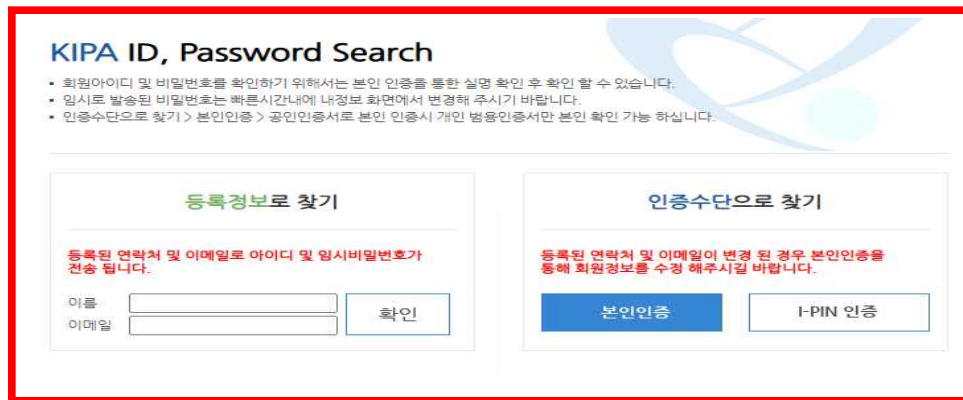 KIPA ID, Password Search
▪ 회원아이디 및 비밀번호를 확인하기 위해서는 본인 인증을 통한 실명 확인 후 확인 할 수 있습니다.
▪ 임시로 발송된 비밀번호는 빠른시간내에 내정보 화면에서 변경해 주시기 바랍니다.
▪ 인증수단으로 찾기 > 본인인증 > 공인인증서로 본인 인증시 개인 범용인증서만 본인 확인 가능 하십니다.
등록정보로 찾기
등록된 연락처 및 이메일로 아이디 및 임시비밀번호가
전송 됩니다.
이름
이메일
확인
인증수단으로 찾기
등록된 연락처 및 이메일이 변경 된 경우 본인인증을
통해 회원정보를 수정 해주시길 바랍니다.
본인인증
I-PIN 인증